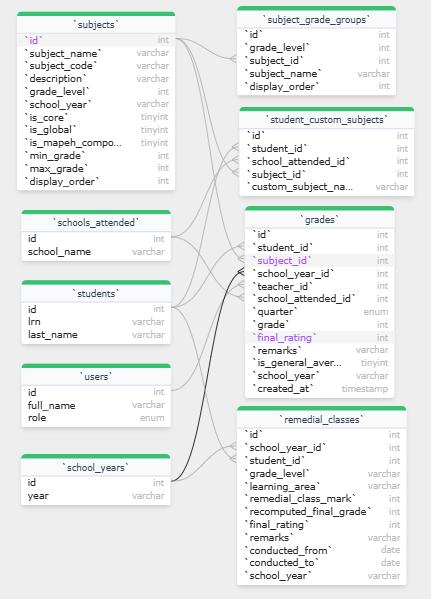 `subjects`
`id` int
`subject_name` varchar
`subject_code` varchar
`description` varchar
`grade_level` int
`school_year` varchar
`is_core` tinyint
`is_global` tinyint
`is_mapeh_compo... tinyint
`min_grade` int
`max_grade` int
`display_order` int
`schools_attended`
id int
school_name varchar
`students`
id int
lrn varchar
last_name varchar
`users`
id int
full_name varchar
role enum
`school_years`
id int
year varchar
`subject_grade_groups`
`id` int
`grade_level` int
`subject_id` int
`subject_name` varchar
`display_order` int
`student_custom_subjects`
`id` int
`student_id` int
`school_attended_id` int
`subject_id` int
`custom_subject_na... varchar
`grades`
`id` int
`student_id` int
`subject_id` int
`school_year_id` int
`teacher_id` int
`school_attended_id` int
`quarter` enum
`grade` int
`final_rating` int
`remarks` varchar
`is_general_aver... tinyint
`school_year` varchar
`created_at` timestamp
`remedial_classes`
`id` int
`school_year_id` int
`student_id` int
`grade_level` varchar
`learning_area` varchar
`remedial_class_mark` int
`recomputed_final_grade` int
`final_rating` int
`remarks` varchar
`conducted_from` date
`conducted_to` date
`school_year` varchar